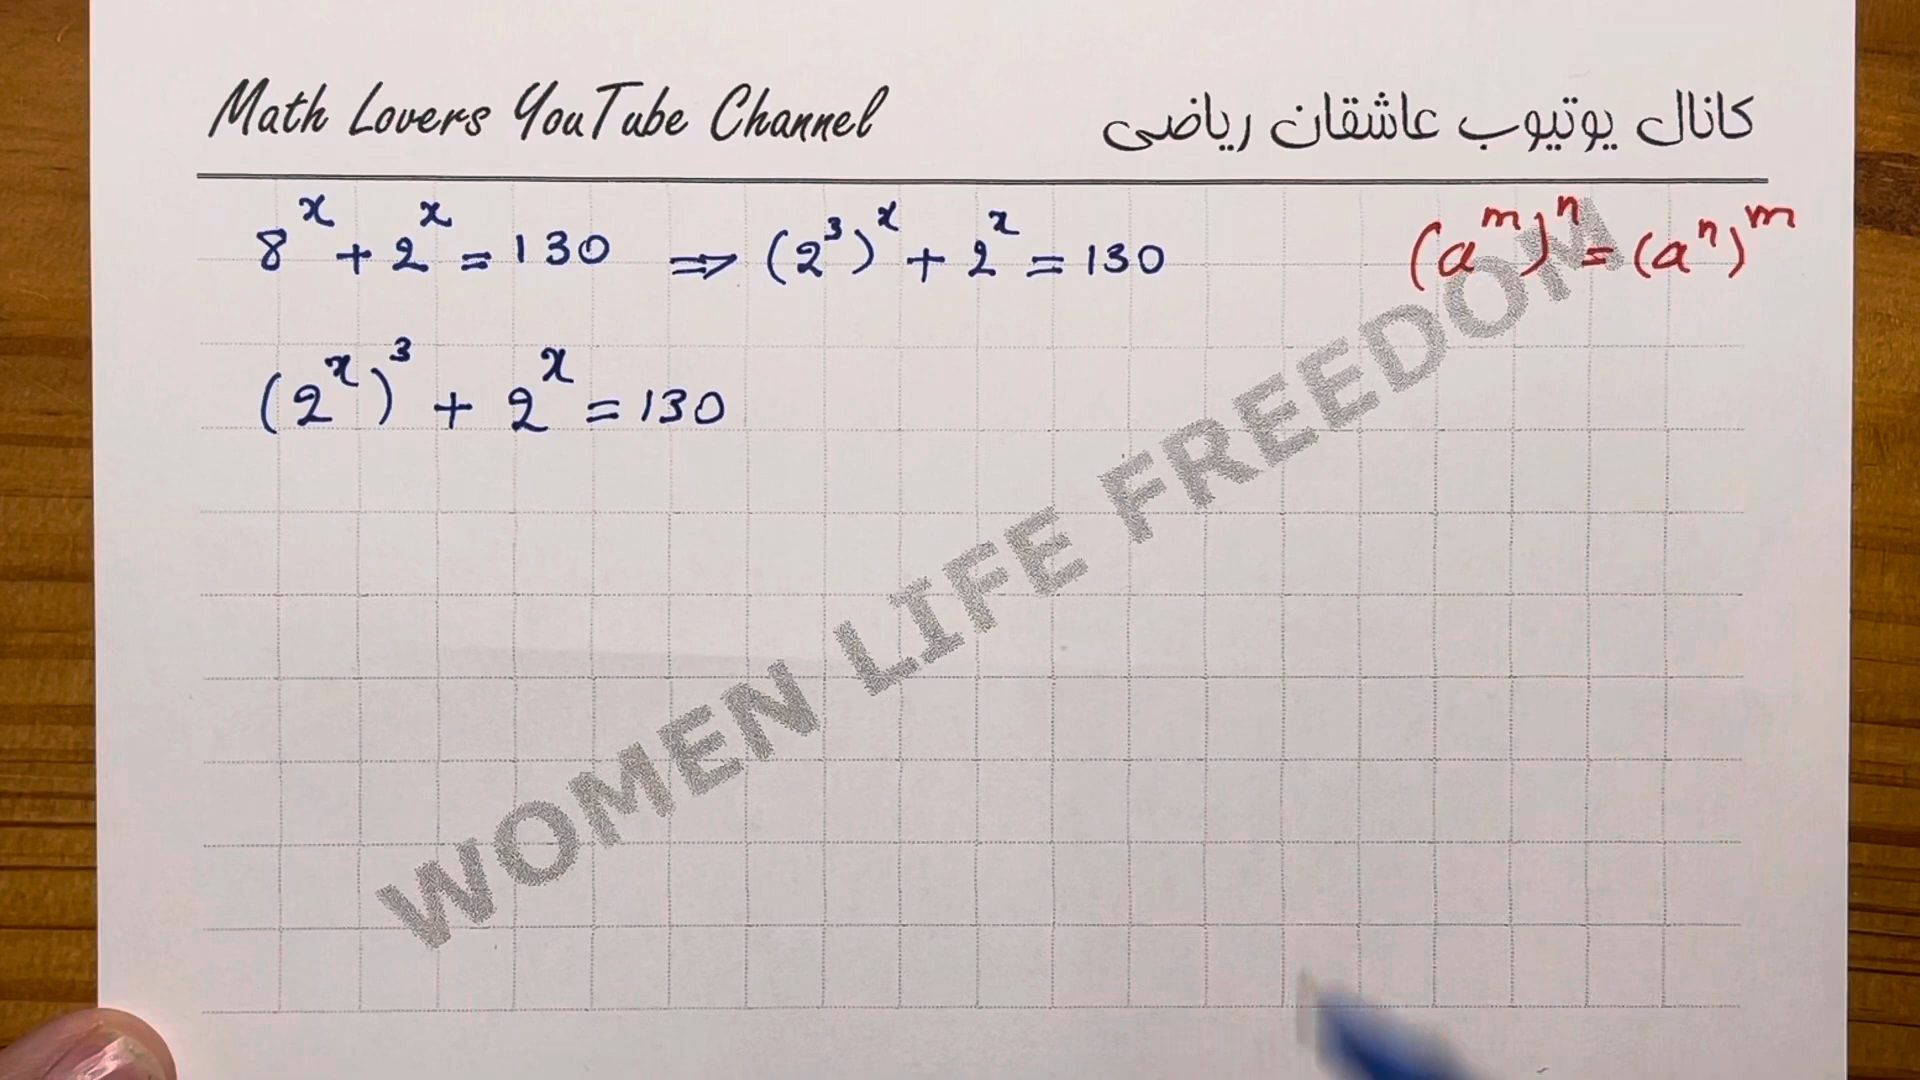 Math Lovers YouTube Channel کانال یوتیوب عاشقان ریاضی
8^x + 2^x = 130 ⇒ (2^3)^x + 2^x = 130 (a^m)^n = (a^n)^m
(2^x)^3 + 2^x = 130
WOMEN LIFE FREEDOM